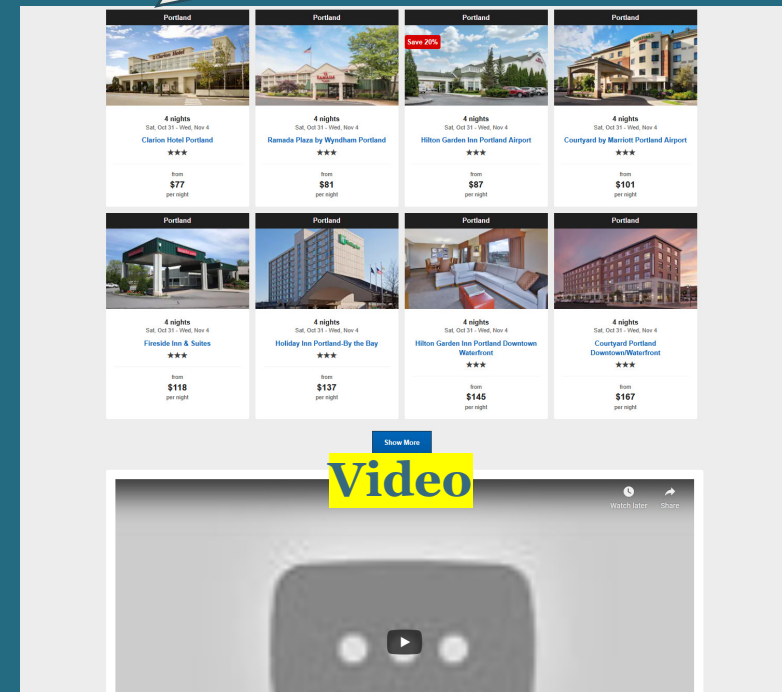 Portland
Portland
Portland
Portland
Save 20%
4 nights
Sat, Oct 31 - Wed, Nov 4
Clarion Hotel Portland
★★★
from
$77
per night
4 nights
Sat, Oct 31 - Wed, Nov 4
Ramada Plaza by Wyndham Portland
★★★
from
$81
per night
4 nights
Sat, Oct 31 - Wed, Nov 4
Hilton Garden Inn Portland Airport
★★★
from
$87
per night
4 nights
Sat, Oct 31 - Wed, Nov 4
Courtyard by Marriott Portland Airport
★★★
from
$101
per night
Portland
Portland
Portland
Portland
4 nights
Sat, Oct 31 - Wed, Nov 4
Fireside Inn & Suites
★★★
from
$118
per night
4 nights
Sat, Oct 31 - Wed, Nov 4
Holiday Inn Portland-By the Bay
★★★
from
$137
per night
4 nights
Sat, Oct 31 - Wed, Nov 4
Hilton Garden Inn Portland Downtown
Waterfront
★★★
from
$145
per night
4 nights
Sat, Oct 31 - Wed, Nov 4
Courtyard Portland
Downtown/Waterfront
★★★
from
$167
per night
Show More
Video
Watch later
Share